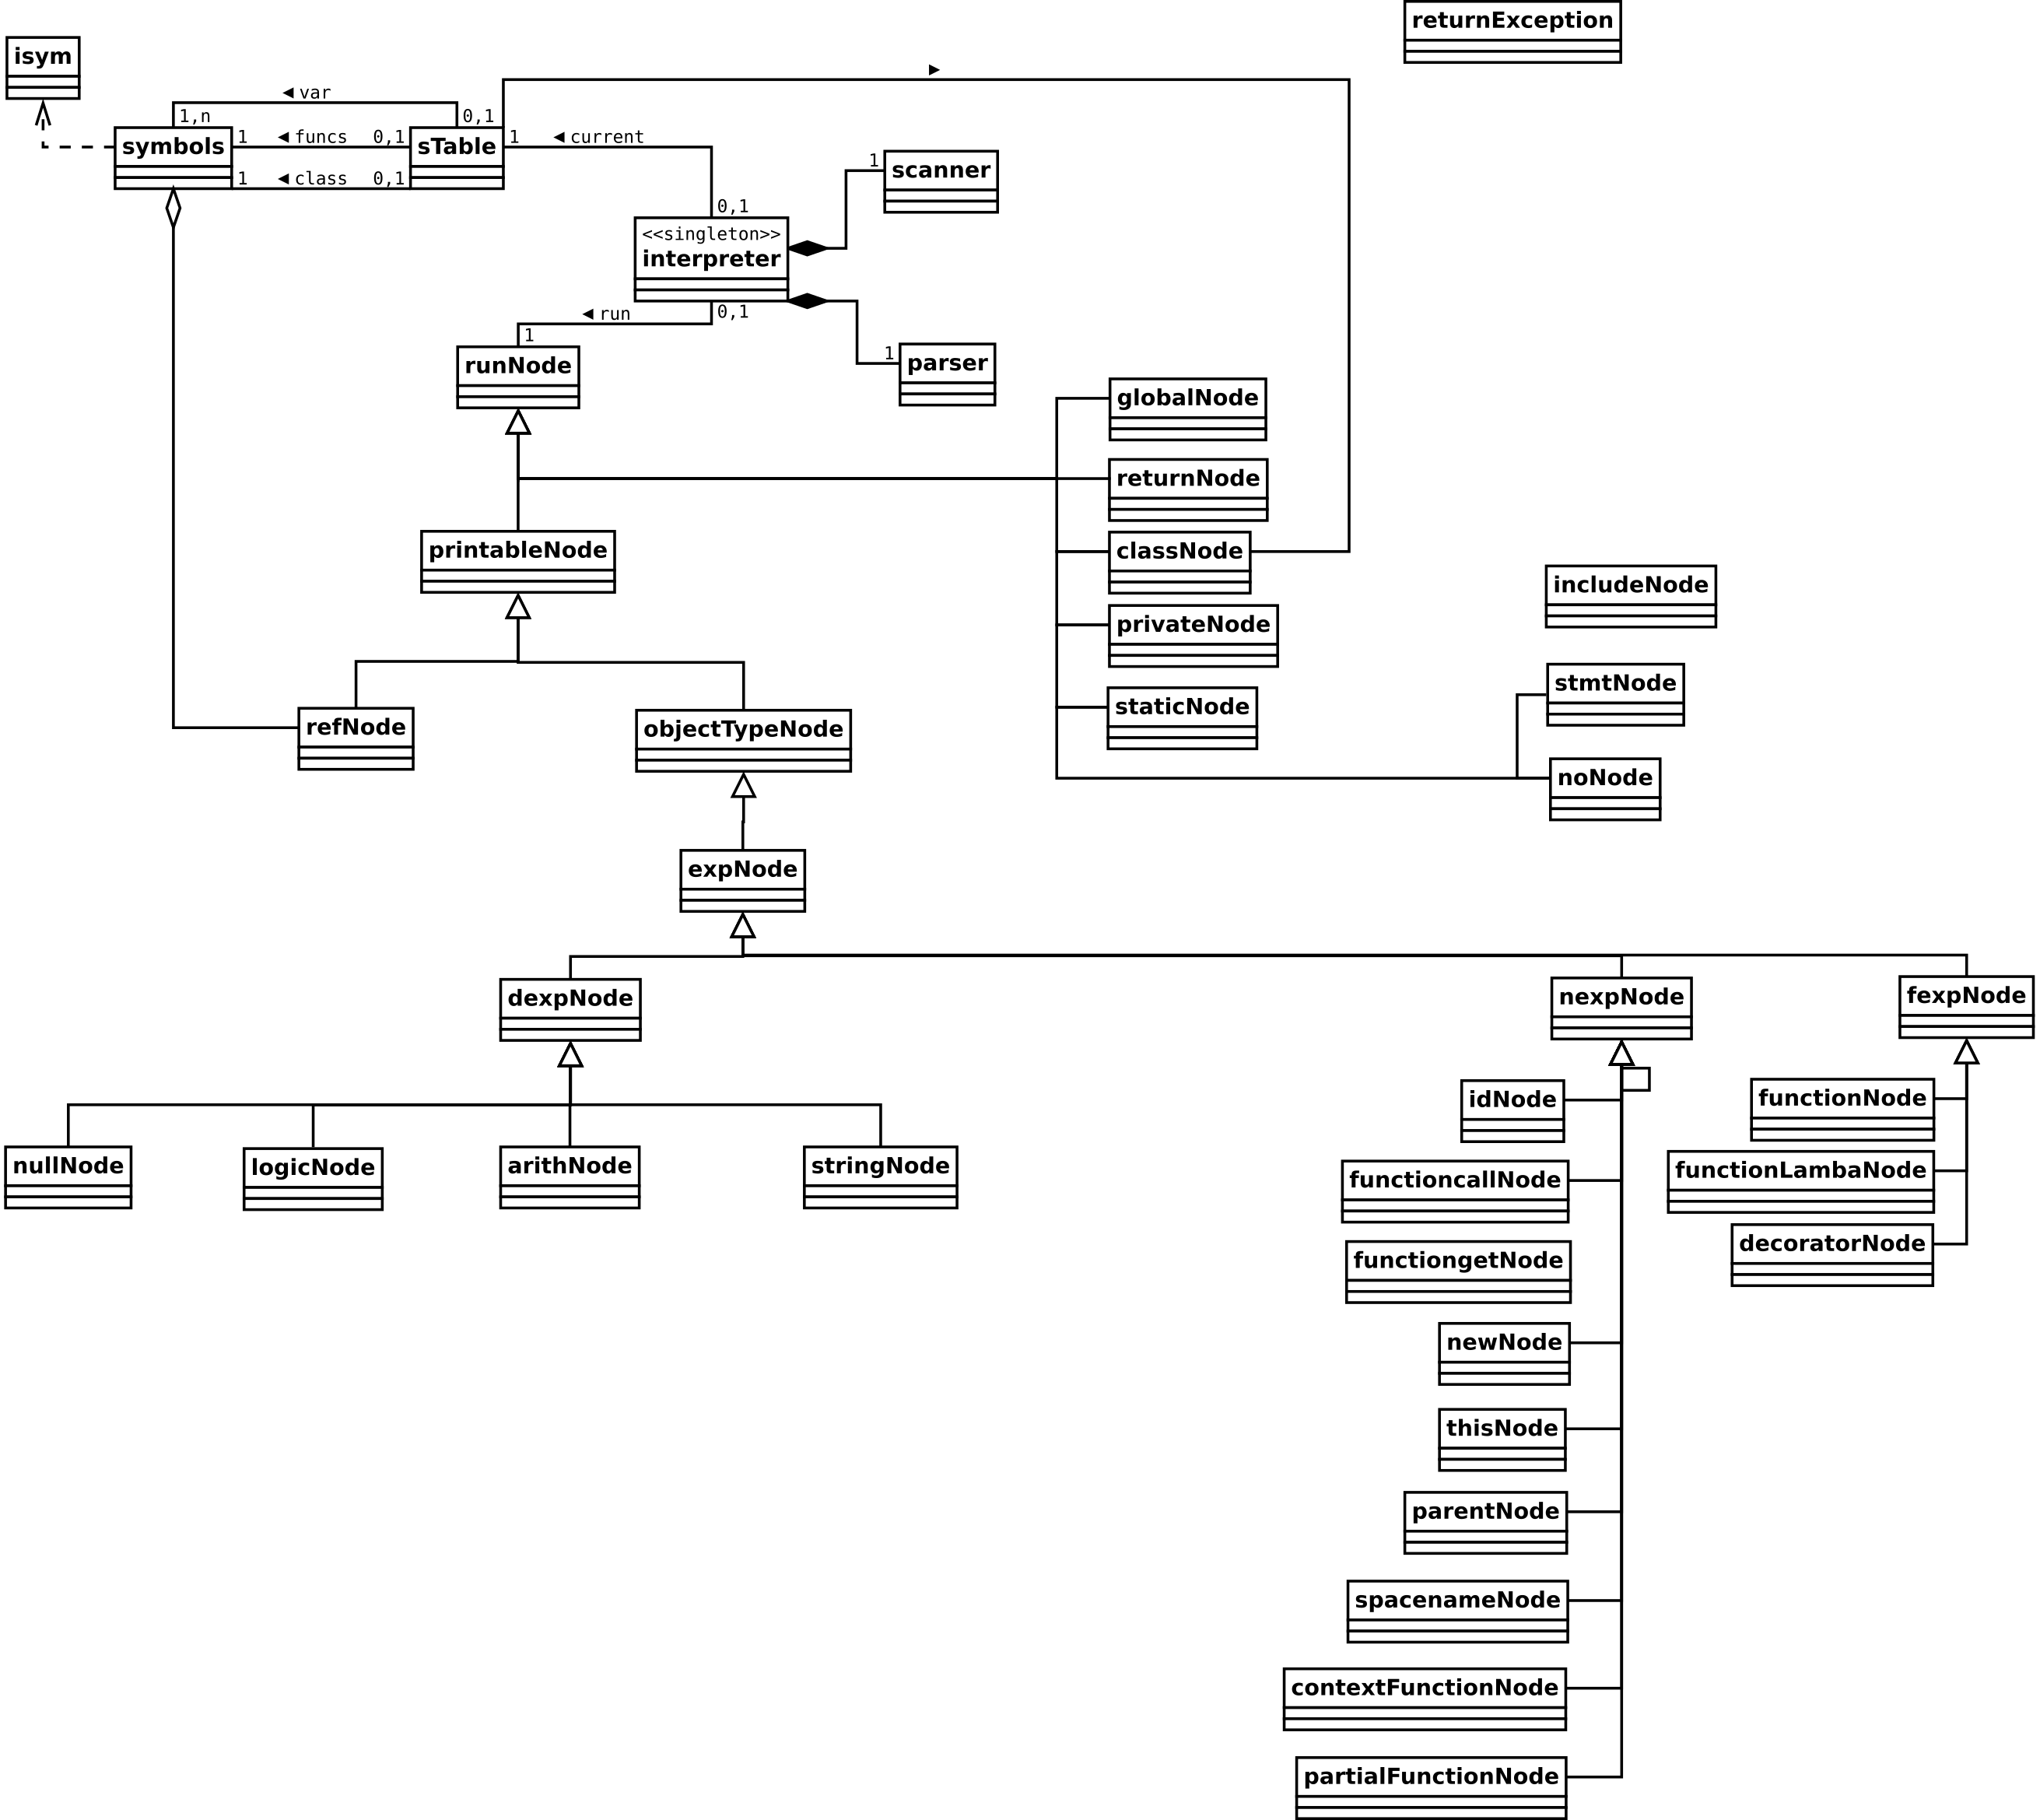 returnException
isym
◄ var
1,n
0,1
symbols
1
◄ funcs
0,1
sTable
1
◄ current
1
◄ class
0,1
►
1
scanner
0,1
<<singleton>>
interpreter
◄ run
0,1
1
runNode
1
parser
globalNode
returnNode
printableNode
classNode
includeNode
privateNode
stmtNode
refNode
objectTypeNode
staticNode
noNode
expNode
dexpNode
nexpNode
fexpNode
idNode
functionNode
nullNode
logicNode
arithNode
stringNode
functioncallNode
functionLambaNode
functiongetNode
decoratorNode
newNode
thisNode
parentNode
spacenameNode
contextFunctionNode
partialFunctionNode